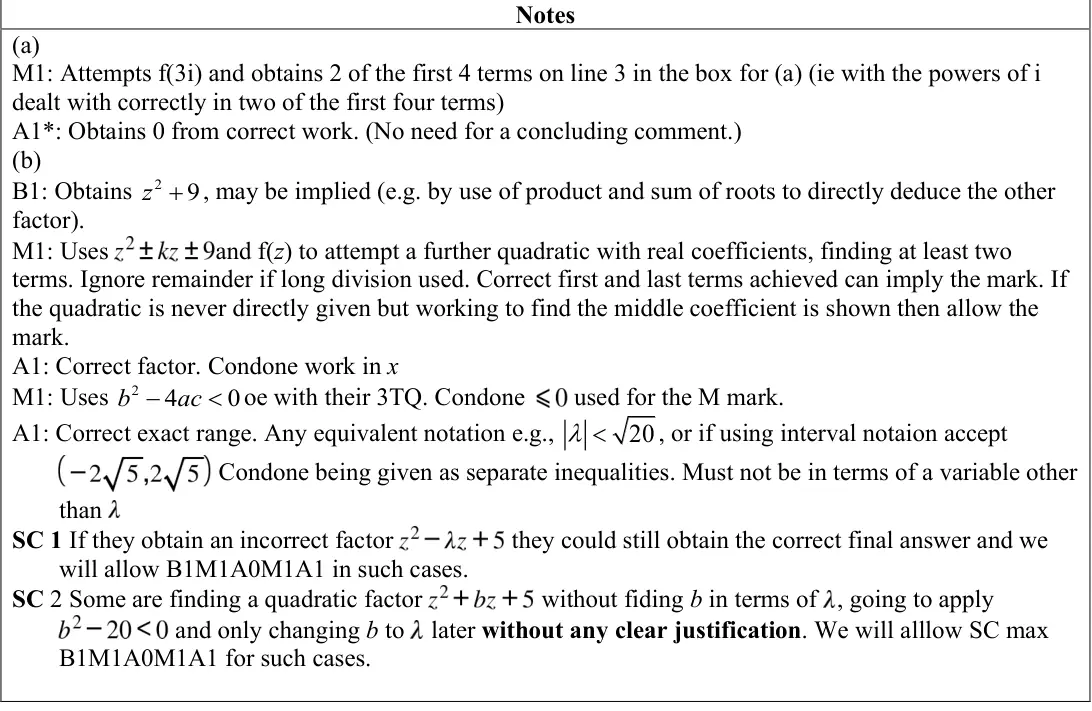 Notes
(a)
M1: Attempts f(3i) and obtains 2 of the first 4 terms on line 3 in the box for (a) (ie with the powers of i
dealt with correctly in two of the first four terms)
A1*: Obtains 0 from correct work. (No need for a concluding comment.)
(b)
B1: Obtains z² + 9, may be implied (e.g. by use of product and sum of roots to directly deduce the other
factor).
M1: Uses z² ± kz ± 9and f(z) to attempt a further quadratic with real coefficients, finding at least two
terms. Ignore remainder if long division used. Correct first and last terms achieved can imply the mark. If
the quadratic is never directly given but working to find the middle coefficient is shown then allow the
mark.
A1: Correct factor. Condone work in x
M1: Uses b² − 4ac < 0 oe with their 3TQ. Condone ⩽0 used for the M mark.
A1: Correct exact range. Any equivalent notation e.g., |λ| < √20, or if using interval notaion accept
(−2√5,2√5) Condone being given as separate inequalities. Must not be in terms of a variable other
than λ
SC 1 If they obtain an incorrect factor z² − λz + 5 they could still obtain the correct final answer and we
will allow B1M1A0M1A1 in such cases.
SC 2 Some are finding a quadratic factor z² + bz + 5 without fiding b in terms of λ, going to apply
b² − 20 < 0 and only changing b to λ later without any clear justification. We will alllow SC max
B1M1A0M1A1 for such cases.